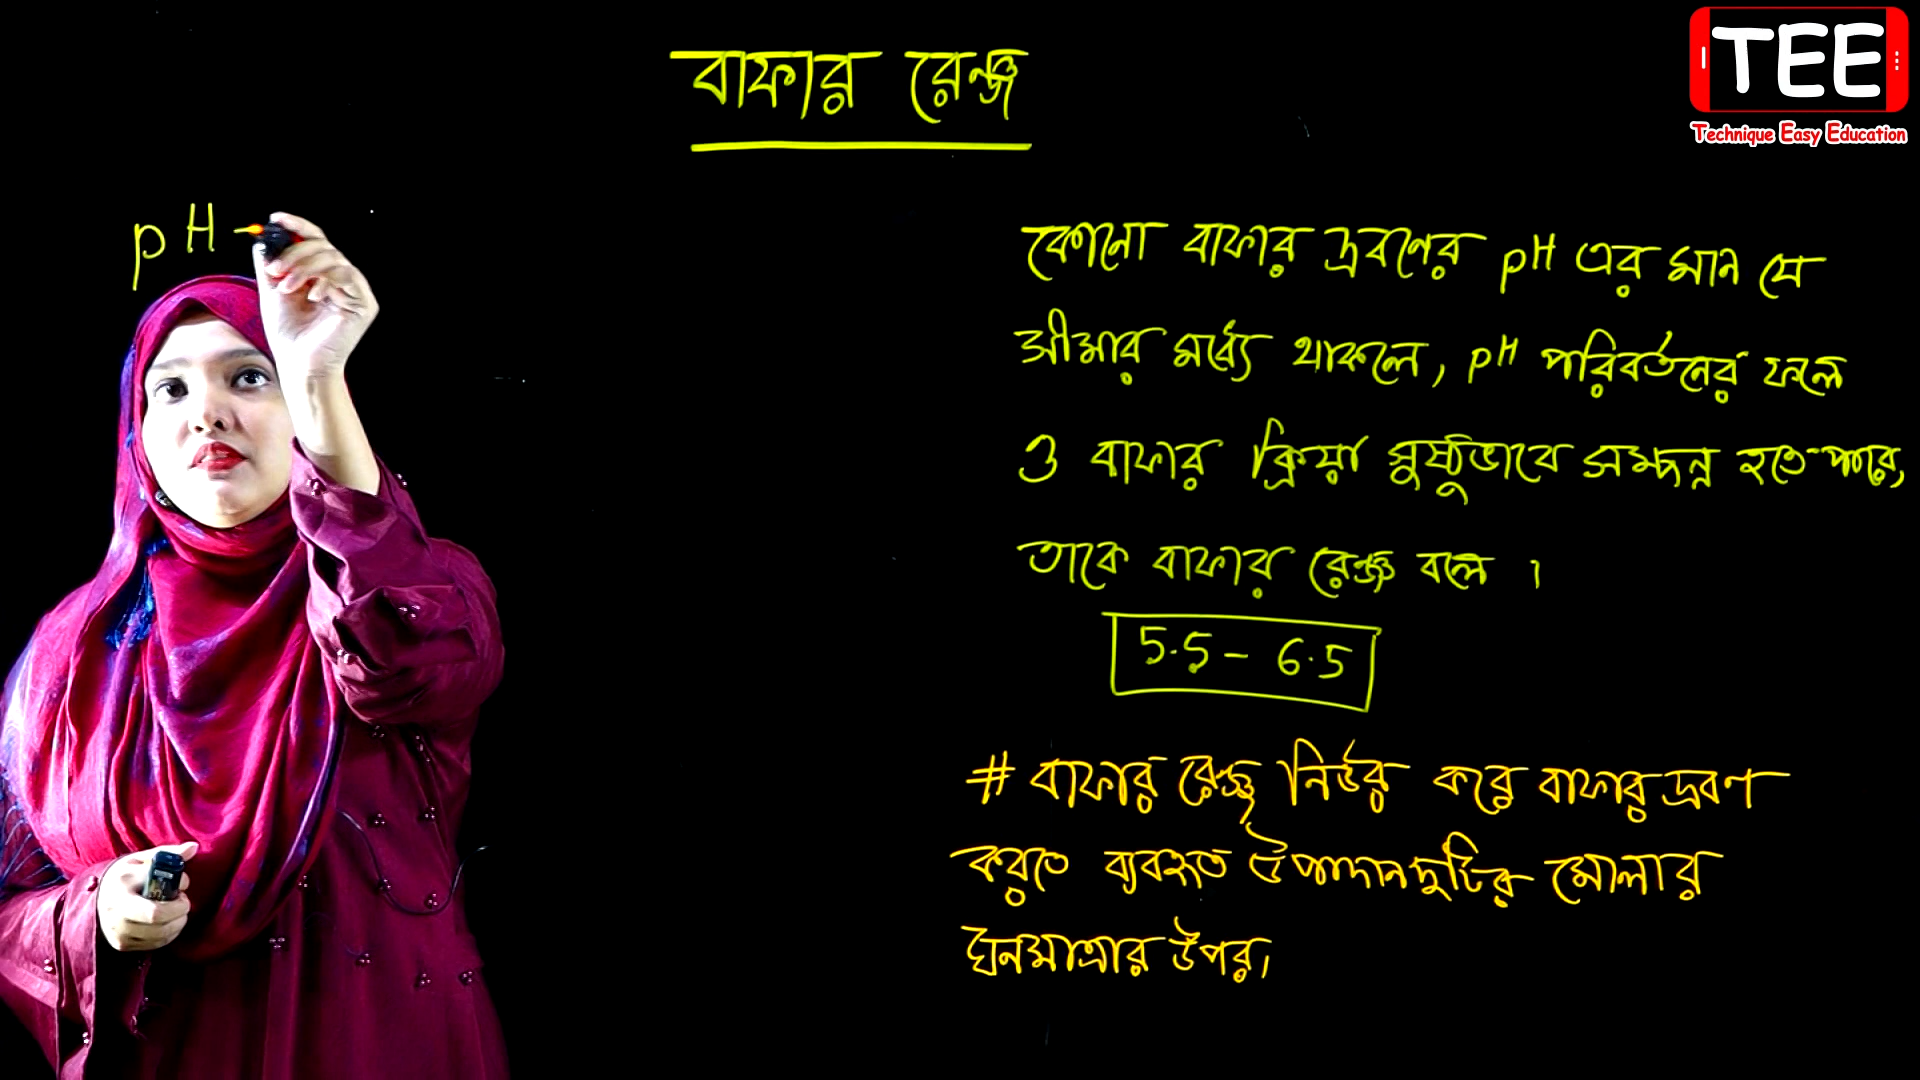 বাফার রেঞ্জ
TEE
Technique Easy Education
pH -
কোনো বাফার দ্রবণের pH এর মান যে
সীমার মধ্যে থাকলে, pH পরিবর্তনের ফলে
ও বাফার ক্রিয়া সুষ্ঠুভাবে সম্পন্ন হতে পারে,
তাকে বাফার রেঞ্জ বলে ।
5.5 - 6.5
# বাফার রেঞ্জ নির্ভর করে বাফার দ্রবণ
করতে ব্যবহৃত উপাদান দুটির মোলার
ঘনমাত্রার উপর।